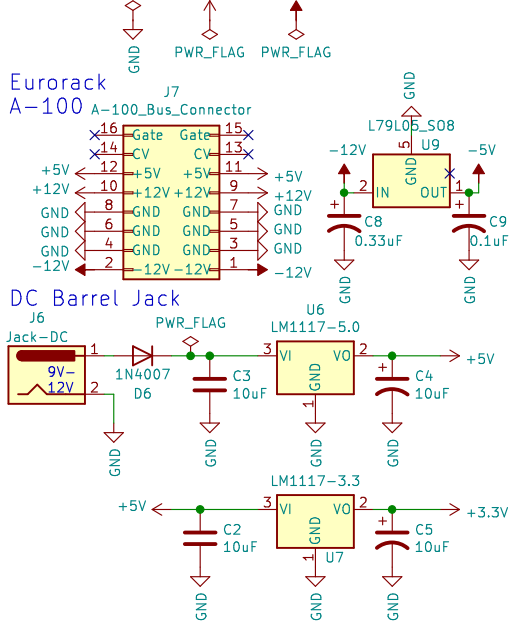 GND
PWR_FLAG
PWR_FLAG
Eurorack
A-100
J7
A-100_Bus_Connector
16 Gate Gate 15
14 CV CV 13
+5V 12 +5V +5V 11 +5V
+12V 10 +12V +12V 9 +12V
GND 8 GND GND 7 GND
GND 6 GND GND 5 GND
GND 4 GND GND 3 GND
-12V 2 -12V -12V 1 -12V
GND
L79L05_SO8
5 U9
-12V GND -5V
2 IN OUT 1
+ C8
0.33uF
+ C9
0.1uF
GND GND
DC Barrel Jack
J6
Jack-DC
1
9V-
12V
2
GND
1N4007
D6
PWR_FLAG
C3
10uF
GND
U6
LM1117-5.0
3 VI VO 2
GND
1
GND
+5V
+ C4
10uF
GND
LM1117-3.3
+5V 3 VI VO 2 +3.3V
GND
1 U7
C2
10uF
+ C5
10uF
GND GND GND